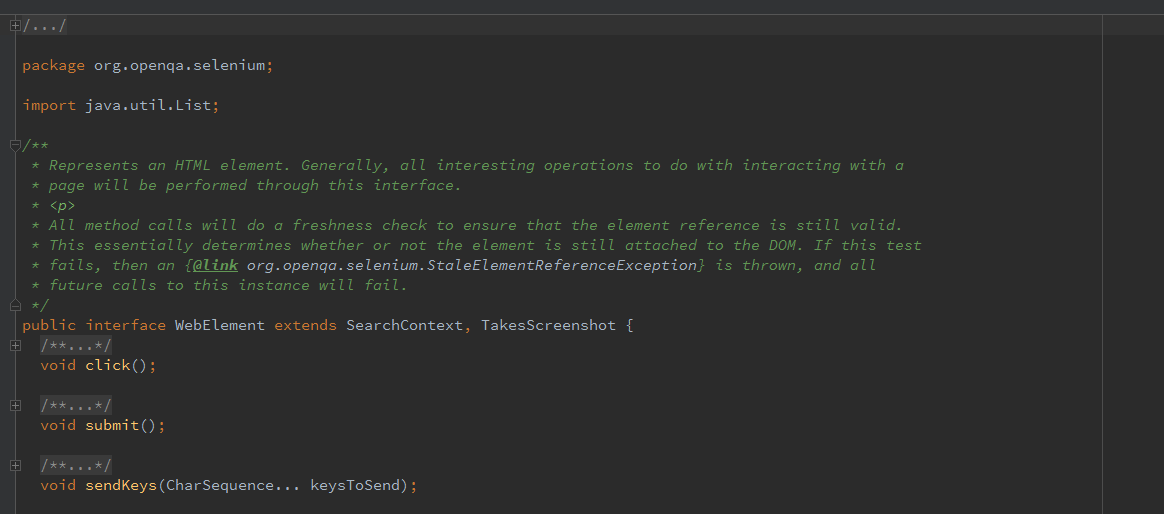 /.../
package org.openqa.selenium;
import java.util.List;
/**
* Represents an HTML element. Generally, all interesting operations to do with interacting with a
* page will be performed through this interface.
* <p>
* All method calls will do a freshness check to ensure that the element reference is still valid.
* This essentially determines whether or not the element is still attached to the DOM. If this test
* fails, then an {@link org.openqa.selenium.StaleElementReferenceException} is thrown, and all
* future calls to this instance will fail.
*/
public interface WebElement extends SearchContext, TakesScreenshot {
/**...*/
void click();
/**...*/
void submit();
/**...*/
void sendKeys(CharSequence... keysToSend);